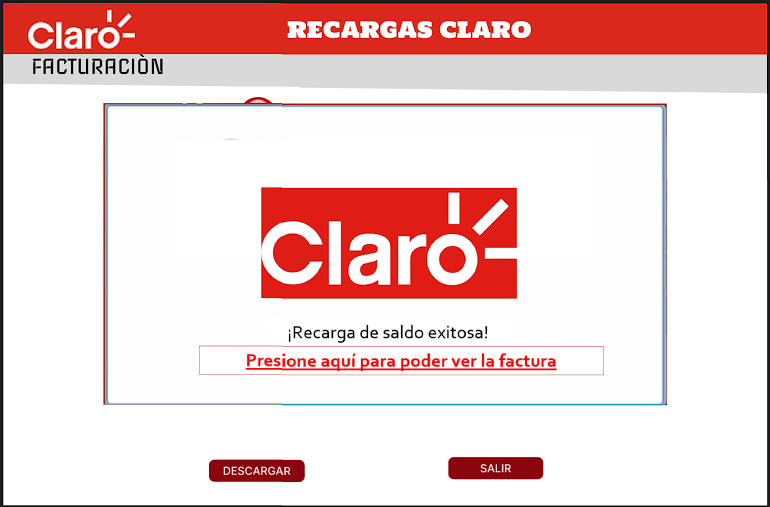 Claro
RECARGAS CLARO
FACTURACIÒN
Claro
¡Recarga de saldo exitosa!
Presione aquí para poder ver la factura
DESCARGAR
SALIR